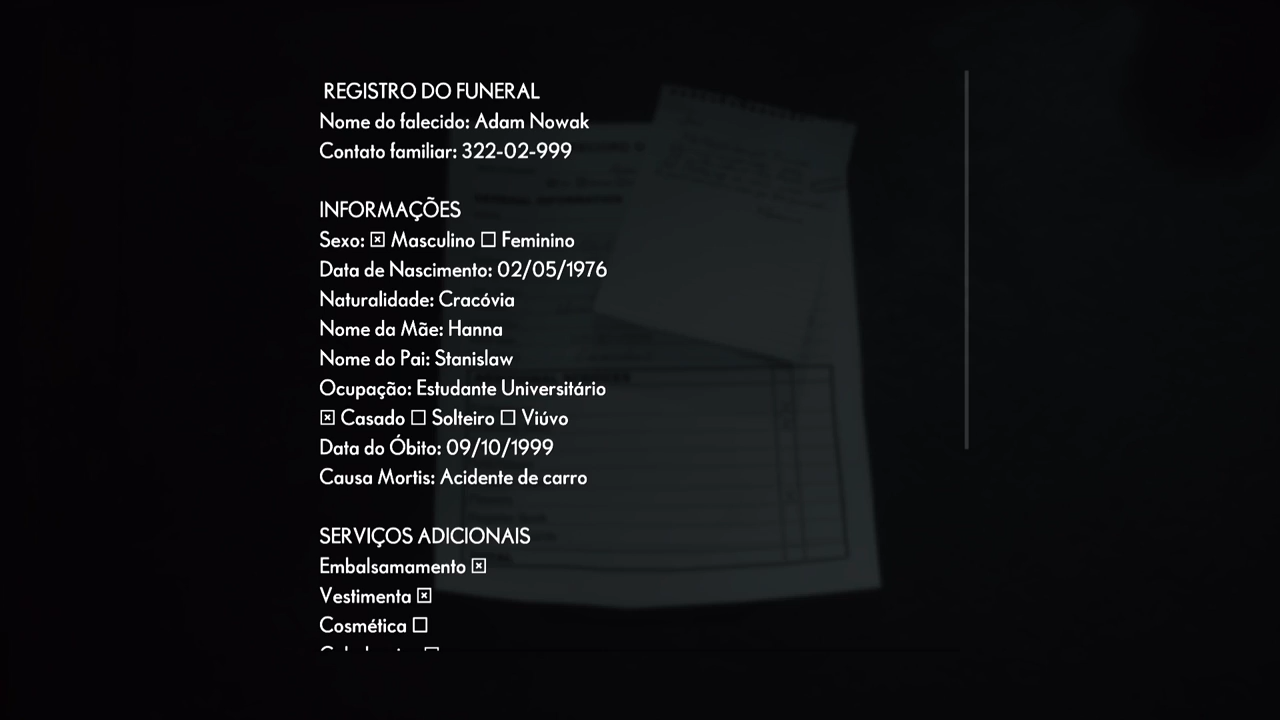 REGISTRO DO FUNERAL
Nome do falecido: Adam Nowak
Contato familiar: 322-02-999
INFORMAÇÕES
Sexo: ☒ Masculino ☐ Feminino
Data de Nascimento: 02/05/1976
Naturalidade: Cracóvia
Nome da Mãe: Hanna
Nome do Pai: Stanislaw
Ocupação: Estudante Universitário
☒ Casado ☐ Solteiro ☐ Viúvo
Data do Óbito: 09/10/1999
Causa Mortis: Acidente de carro
SERVIÇOS ADICIONAIS
Embalsamamento ☒
Vestimenta ☒
Cosmética ☐